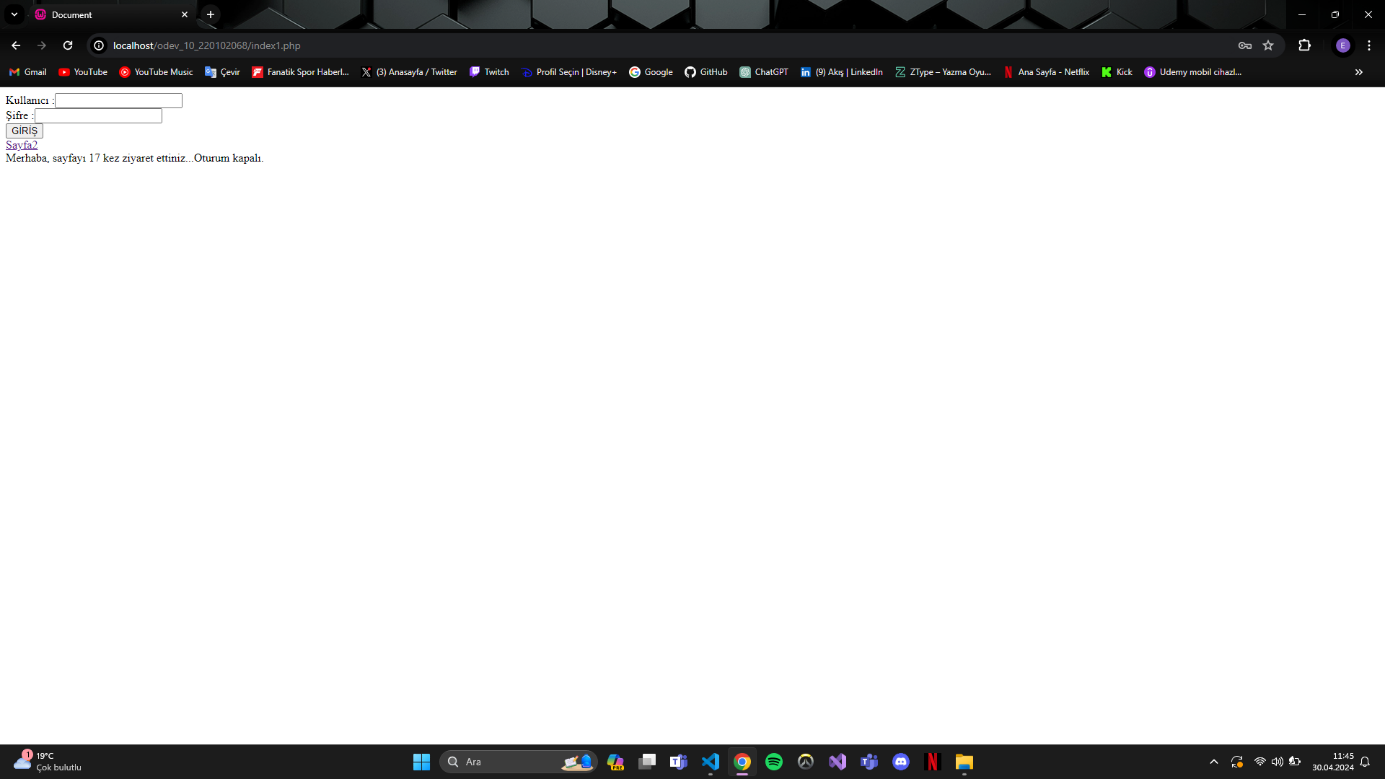 Document
localhost/odev_10_220102068/index1.php
E
Gmail YouTube YouTube Music Çevir Fanatik Spor Haberl... (3) Anasayfa / Twitter Twitch Profil Seçin | Disney+ Google GitHub ChatGPT (9) Akış | LinkedIn ZType – Yazma Oyu... Ana Sayfa - Netflix Kick Udemy mobil cihazl...
Kullanıcı :
Şifre :
GİRİŞ
Sayfa2
Merhaba, sayfayı 17 kez ziyaret ettiniz...Oturum kapalı.
1 19°C
Çok bulutlu
Ara
11:45
30.04.2024